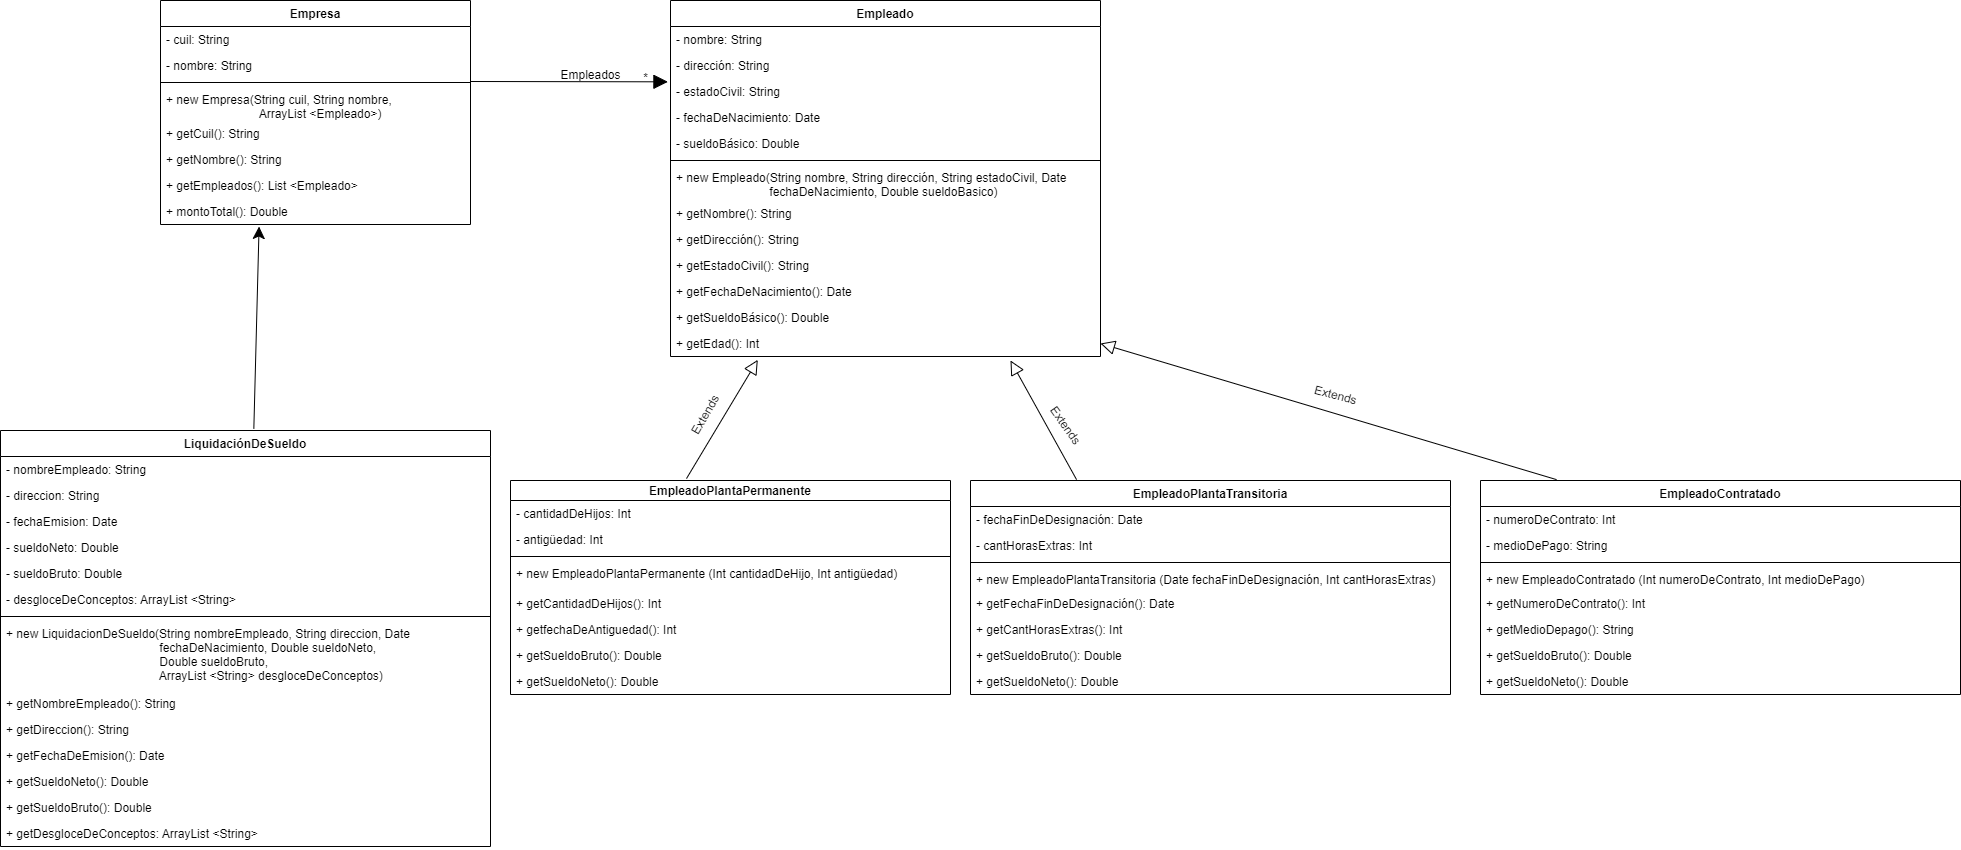 Empresa
- cuil: String
- nombre: String
+ new Empresa(String cuil, String nombre,
ArrayList <Empleado>)
+ getCuil(): String
+ getNombre(): String
+ getEmpleados(): List <Empleado>
+ montoTotal(): Double
Empleados
*
Empleado
- nombre: String
- dirección: String
- estadoCivil: String
- fechaDeNacimiento: Date
- sueldoBásico: Double
+ new Empleado(String nombre, String dirección, String estadoCivil, Date
fechaDeNacimiento, Double sueldoBasico)
+ getNombre(): String
+ getDirección(): String
+ getEstadoCivil(): String
+ getFechaDeNacimiento(): Date
+ getSueldoBásico(): Double
+ getEdad(): Int
Extends
Extends
Extends
LiquidaciónDeSueldo
- nombreEmpleado: String
- direccion: String
- fechaEmision: Date
- sueldoNeto: Double
- sueldoBruto: Double
- desgloceDeConceptos: ArrayList <String>
+ new LiquidacionDeSueldo(String nombreEmpleado, String direccion, Date
fechaDeNacimiento, Double sueldoNeto,
Double sueldoBruto,
ArrayList <String> desgloceDeConceptos)
+ getNombreEmpleado(): String
+ getDireccion(): String
+ getFechaDeEmision(): Date
+ getSueldoNeto(): Double
+ getSueldoBruto(): Double
+ getDesgloceDeConceptos: ArrayList <String>
EmpleadoPlantaPermanente
- cantidadDeHijos: Int
- antigüedad: Int
+ new EmpleadoPlantaPermanente (Int cantidadDeHijo, Int antigüedad)
+ getCantidadDeHijos(): Int
+ getfechaDeAntiguedad(): Int
+ getSueldoBruto(): Double
+ getSueldoNeto(): Double
EmpleadoPlantaTransitoria
- fechaFinDeDesignación: Date
- cantHorasExtras: Int
+ new EmpleadoPlantaTransitoria (Date fechaFinDeDesignación, Int cantHorasExtras)
+ getFechaFinDeDesignación(): Date
+ getCantHorasExtras(): Int
+ getSueldoBruto(): Double
+ getSueldoNeto(): Double
EmpleadoContratado
- numeroDeContrato: Int
- medioDePago: String
+ new EmpleadoContratado (Int numeroDeContrato, Int medioDePago)
+ getNumeroDeContrato(): Int
+ getMedioDepago(): String
+ getSueldoBruto(): Double
+ getSueldoNeto(): Double